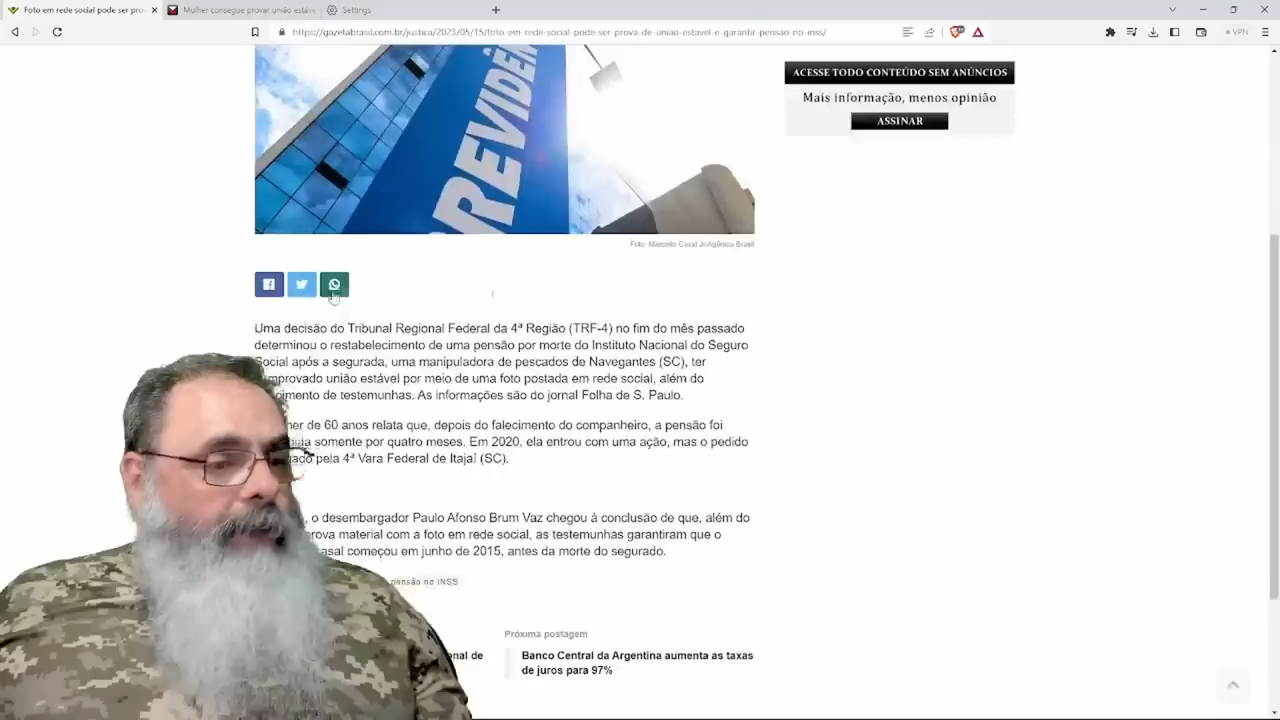 Foto em rede social pode ser pro
Mulher consegue provar união estáve
Settings
https://gazetabrasil.com.br/justica/2023/05/15/foto-em-rede-social-pode-ser-prova-de-uniao-estavel-e-garantir-pensao-no-inss/
VPN
REVIDÊN
ACESSE TODO CONTEÚDO SEM ANÚNCIOS
Mais informação, menos opinião
ASSINAR
Foto: Marcello Casal Jr/Agência Brasil
Uma decisão do Tribunal Regional Federal da 4ª Região (TRF-4) no fim do mês passado
determinou o restabelecimento de uma pensão por morte do Instituto Nacional do Seguro
Social após a segurada, uma manipuladora de pescados de Navegantes (SC), ter
mprovado união estável por meio de uma foto postada em rede social, além do
cimento de testemunhas. As informações são do jornal Folha de S. Paulo.
her de 60 anos relata que, depois do falecimento do companheiro, a pensão foi
somente por quatro meses. Em 2020, ela entrou com uma ação, mas o pedido
pela 4ª Vara Federal de Itajaí (SC).
, o desembargador Paulo Afonso Brum Vaz chegou à conclusão de que, além do
rova material com a foto em rede social, as testemunhas garantiram que o
asal começou em junho de 2015, antes da morte do segurado.
pensão no INSS
Próxima postagem
onal de
Banco Central da Argentina aumenta as taxas
de juros para 97%